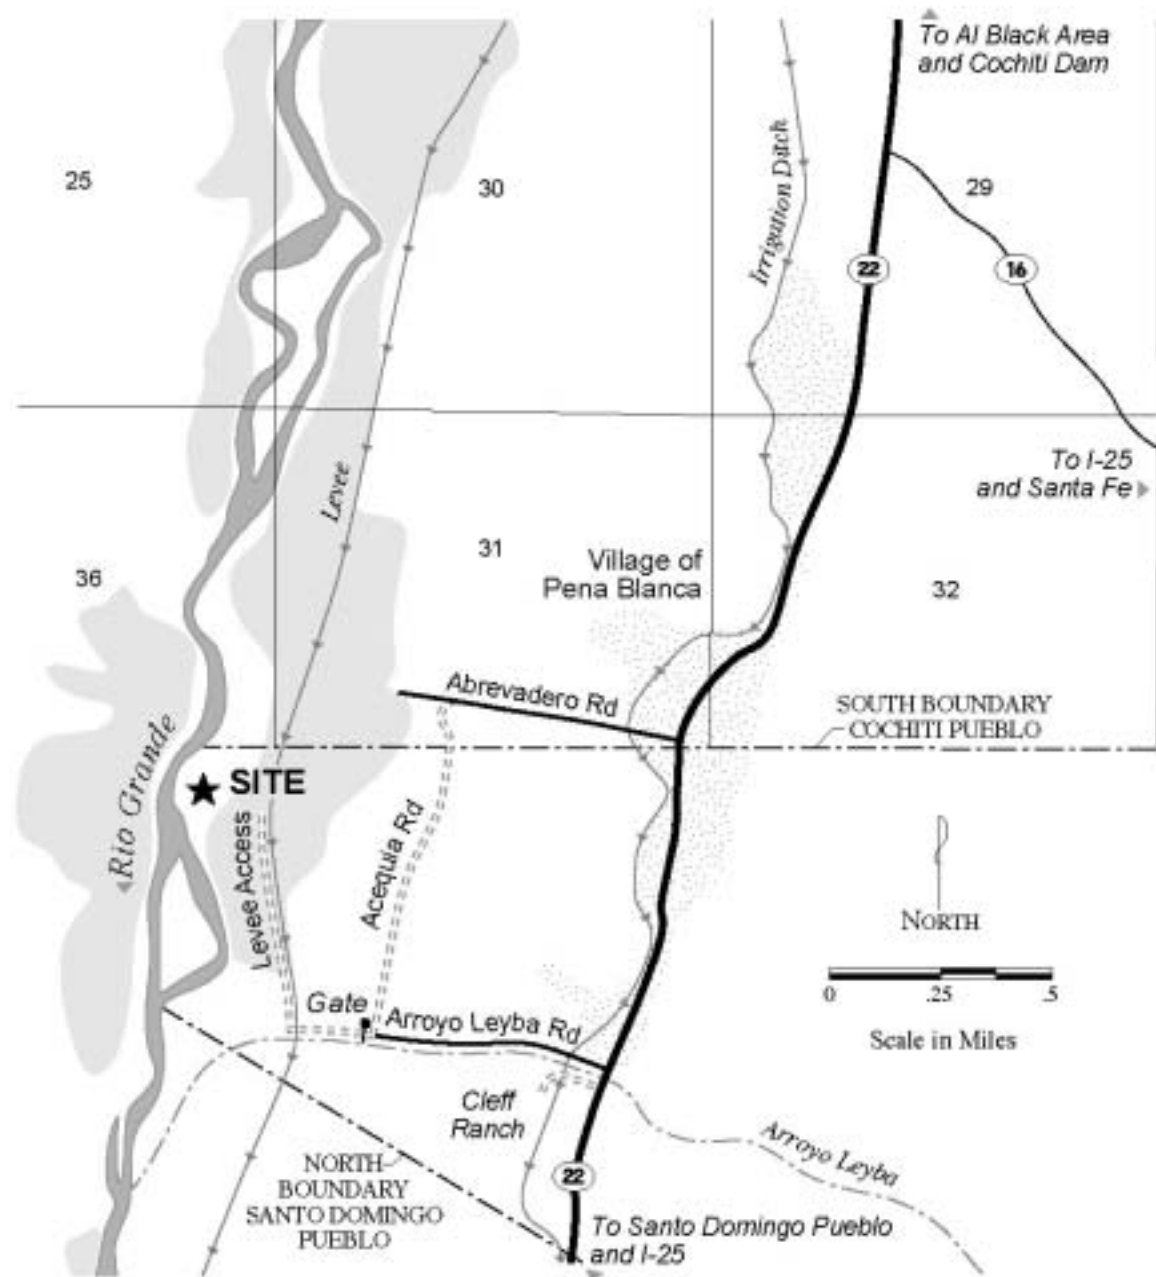 To Al Black Area
and Cochiti Dam
25
30
Irrigation Ditch
29
22
16
Levee
To I-25
and Santa Fe
31
36
Village of
Pena Blanca
32
Abrevadero Rd
SOUTH BOUNDARY
COCHITI PUEBLO
Rio Grande
SITE
Levee Access
Acequia Rd
NORTH
0 .25 .5
Scale in Miles
Gate
Arroyo Leyba Rd
Cleff
Ranch
Arroyo Leyba
NORTH
BOUNDARY
SANTO DOMINGO
PUEBLO
22
To Santo Domingo Pueblo
and I-25